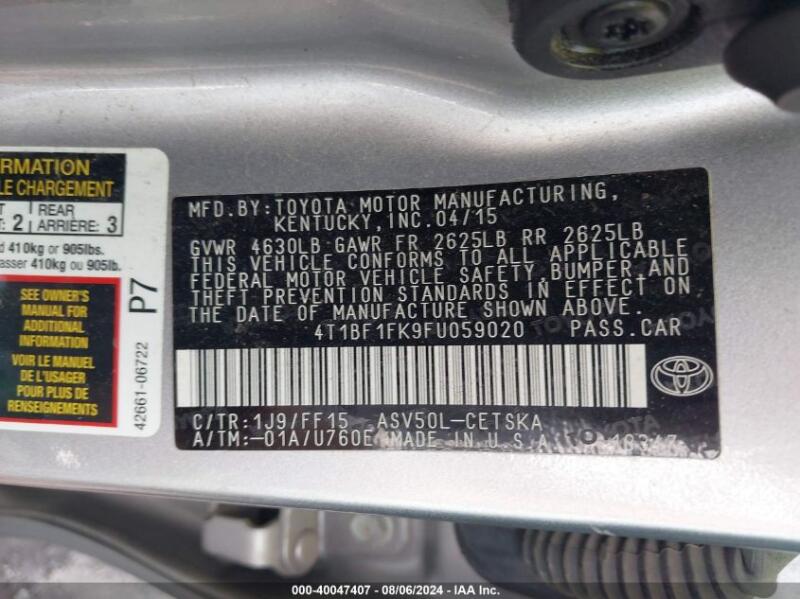 ORMATION
LE CHARGEMENT
T
: 2
REAR
ARRIÈRE: 3
d 410kg or 905lbs.
asser 410kg ou 905lb.
SEE OWNER'S
MANUAL FOR
ADDITIONAL
INFORMATION
VOIR LE MANUEL
DE L'USAGER
POUR PLUS DE
RENSEIGNEMENTS
P7
42661-06722
MFD.BY:TOYOTA MOTOR MANUFACTURING,
KENTUCKY,INC.04/15
GVWR 4630LB GAWR FR 2625LB RR 2625LB
THIS VEHICLE CONFORMS TO ALL APPLICABLE
FEDERAL MOTOR VEHICLE SAFETY,BUMPER,AND
THEFT PREVENTION STANDARDS IN EFFECT ON
THE DATE OF MANUFACTURE SHOWN ABOVE.
4T1BF1FK9FU059020 PASS.CAR
C/TR:1J9/FF15 ASV50L-CETSKA
A/TM:-01A/U760E MADE IN U.S.A.
TOYOTA
000-40047407 - 08/06/2024 - IAA Inc.